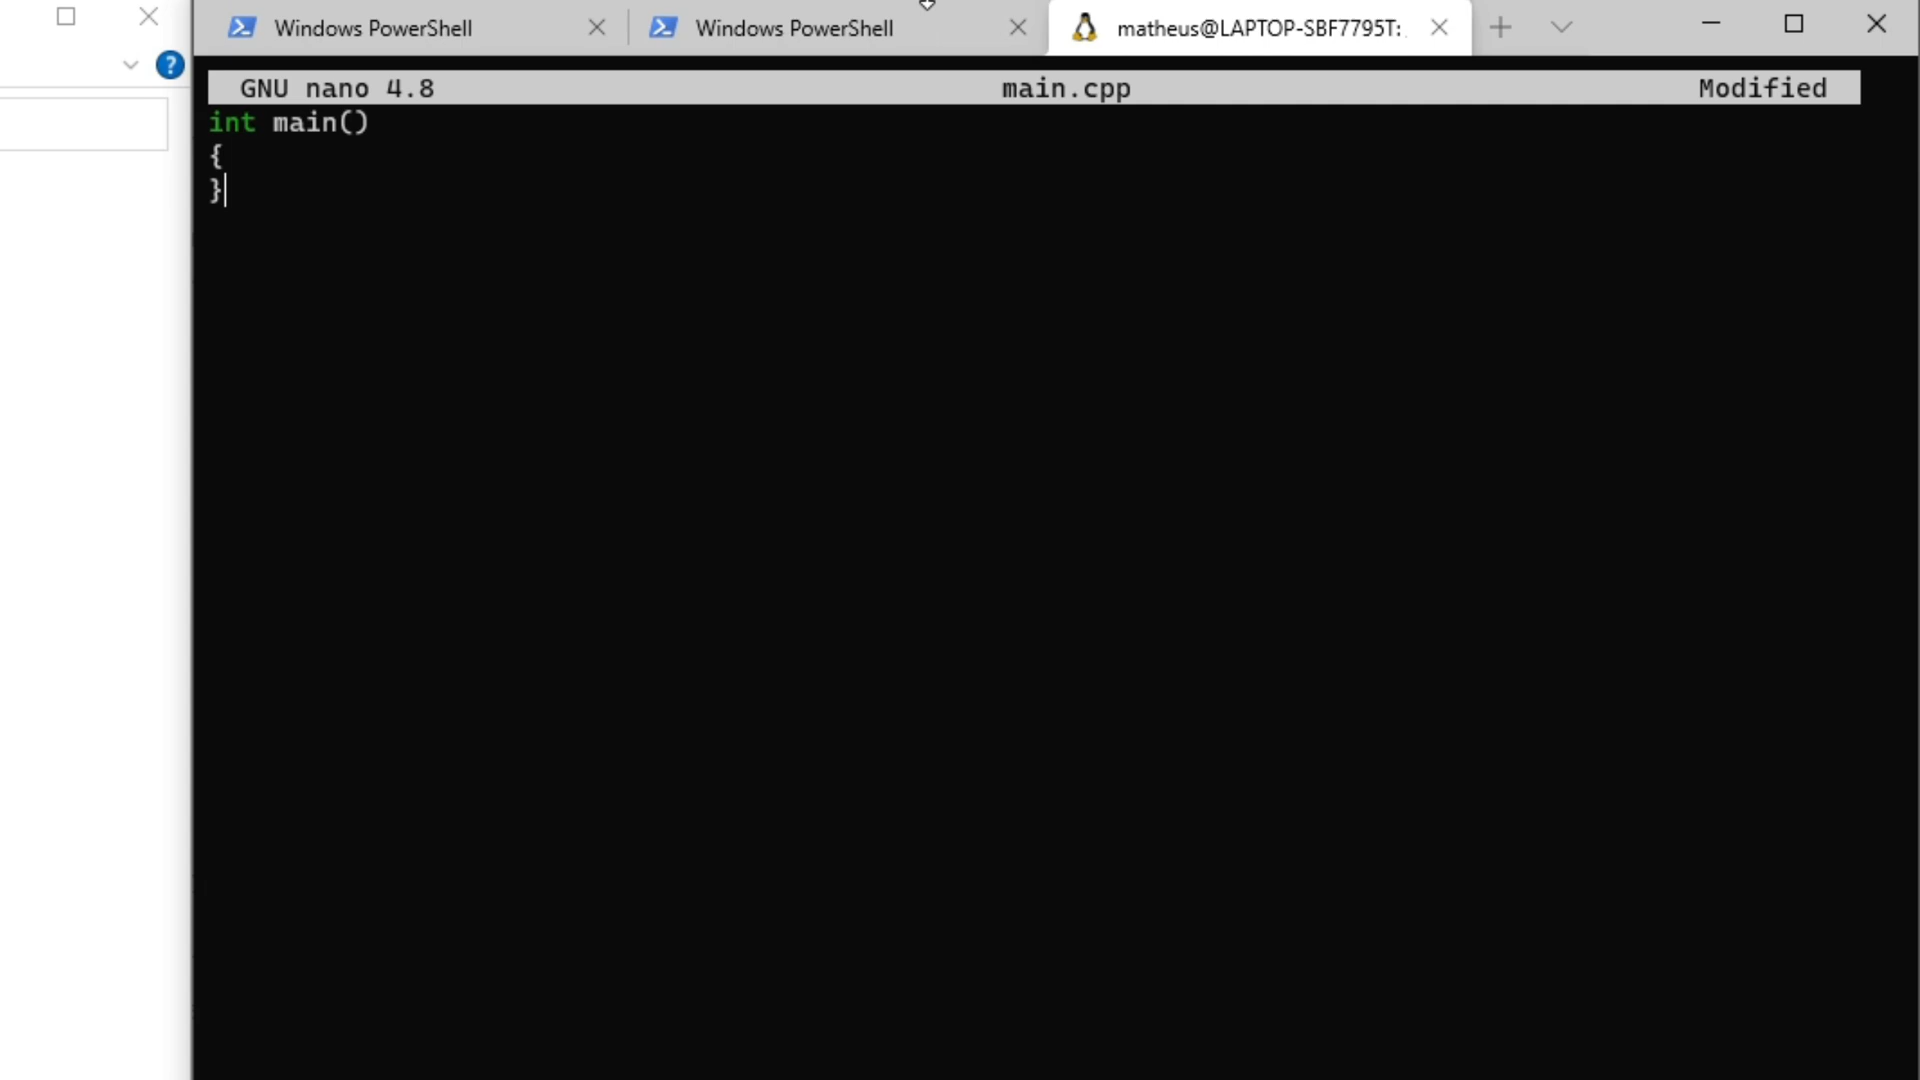 Windows PowerShell
Windows PowerShell
matheus@LAPTOP-SBF7795T:
?
GNU nano 4.8 main.cpp Modified
int main()
{
}